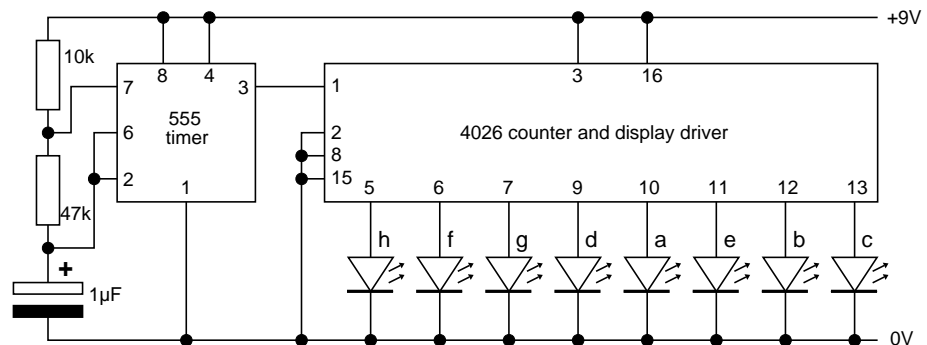 +9V
10k
8 4
3 16
7
3
1
555
timer
6
2
4026 counter and display driver
8
2
15
1
5 6 7 9 10 11 12 13
47k
h f g d a e b c
+
1µF
0V